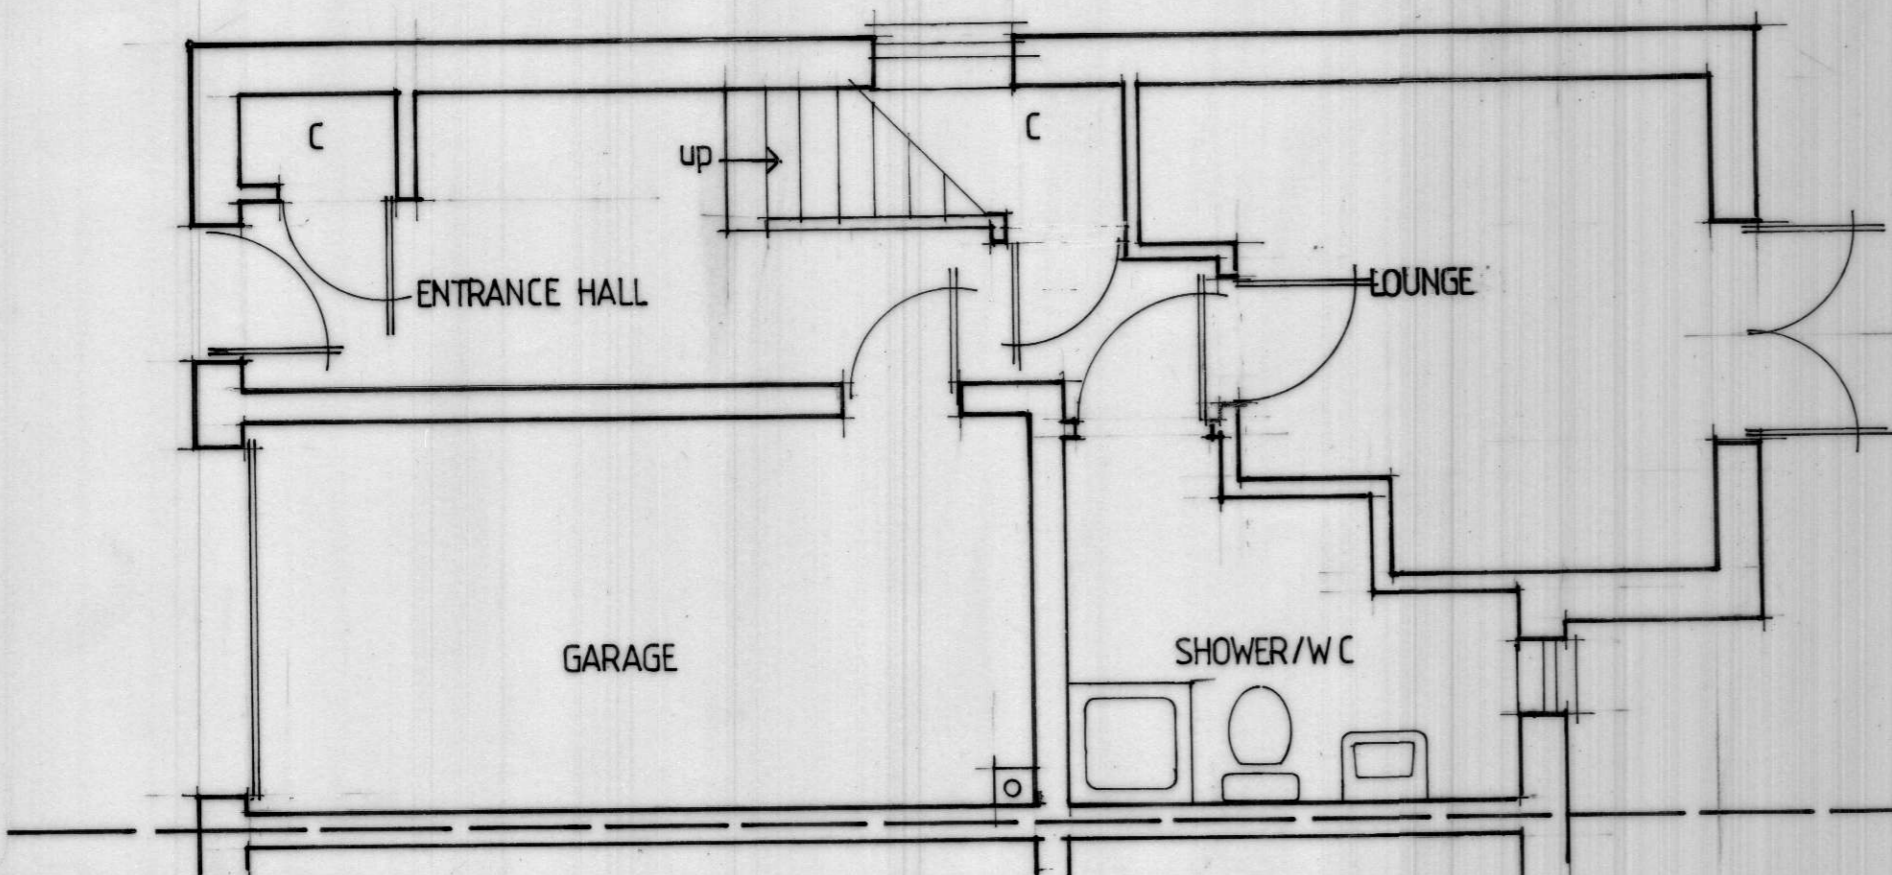 C
C
up
ENTRANCE HALL
LOUNGE
GARAGE
SHOWER/WC